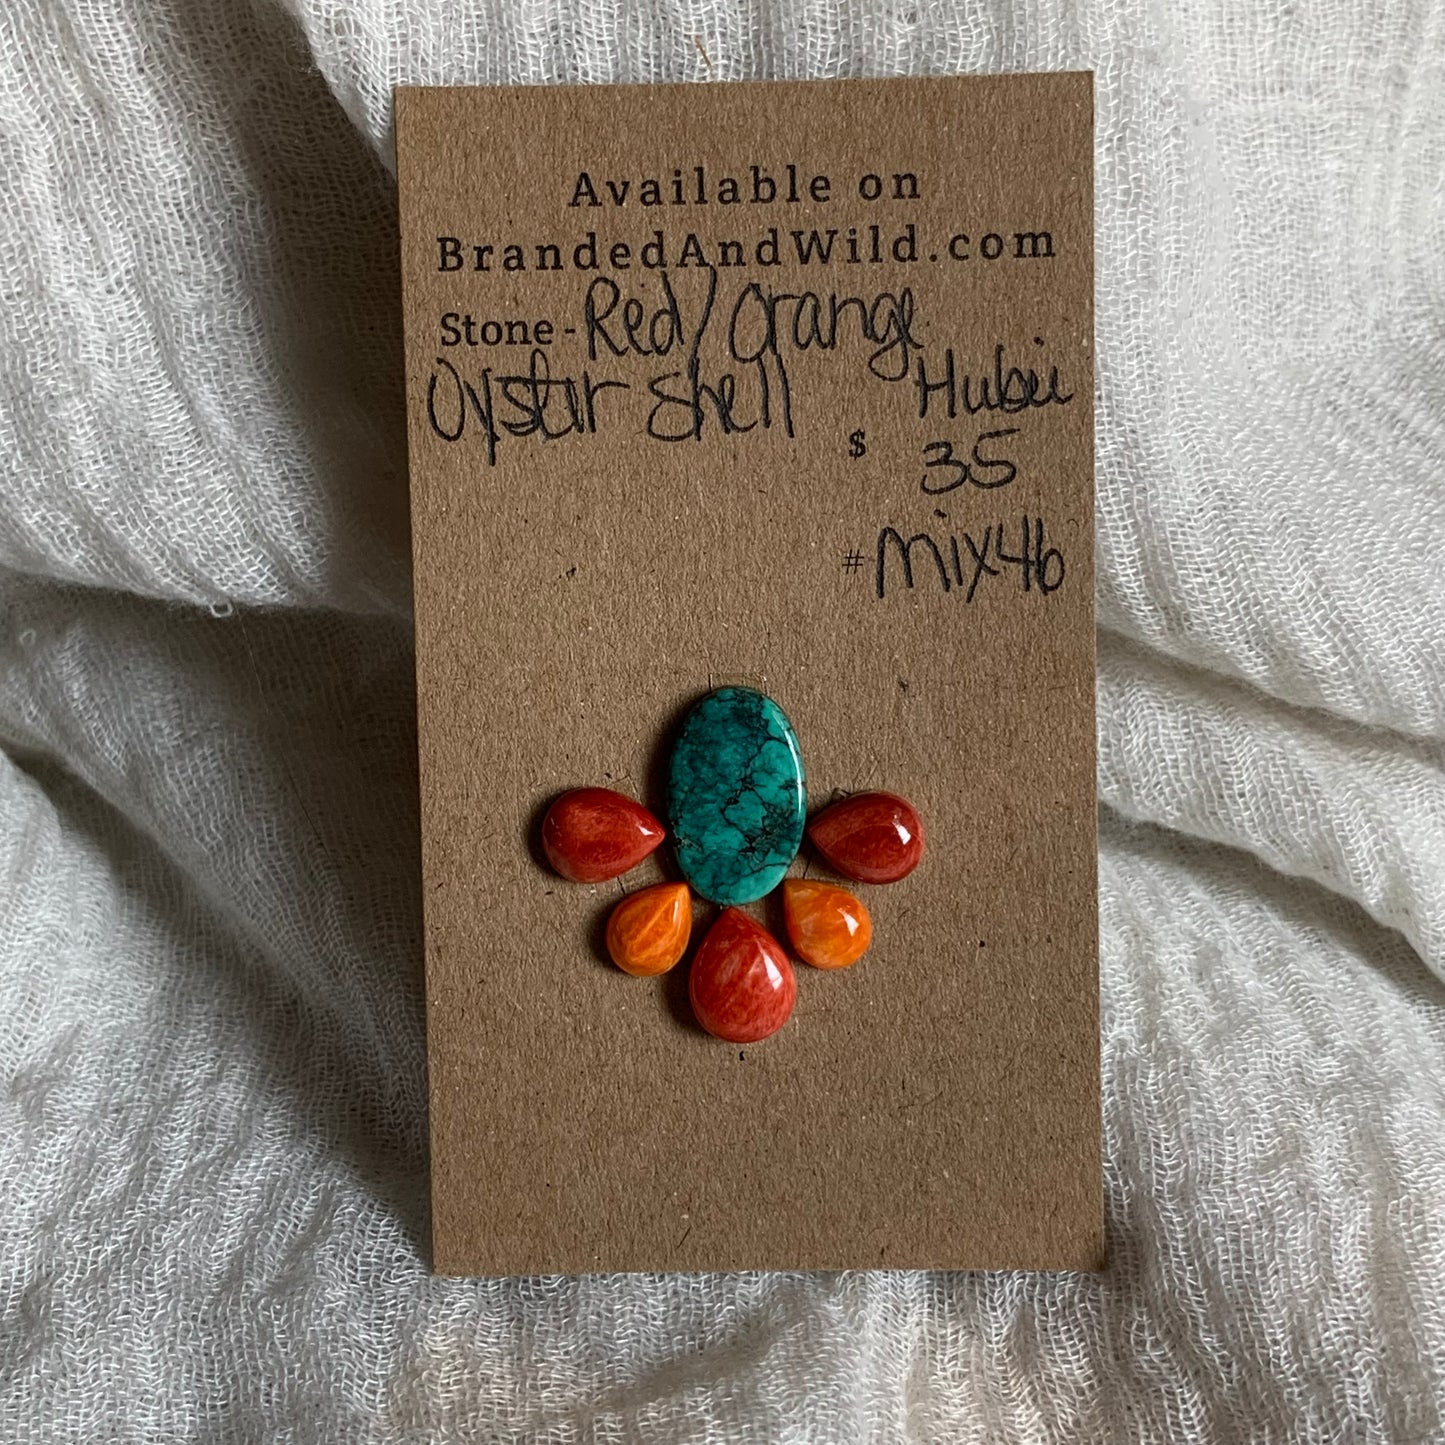 Available on
BrandedAndWild.com
Stone - Red/Orange
Oyster Shell Hubei
$ 35
# Mix46